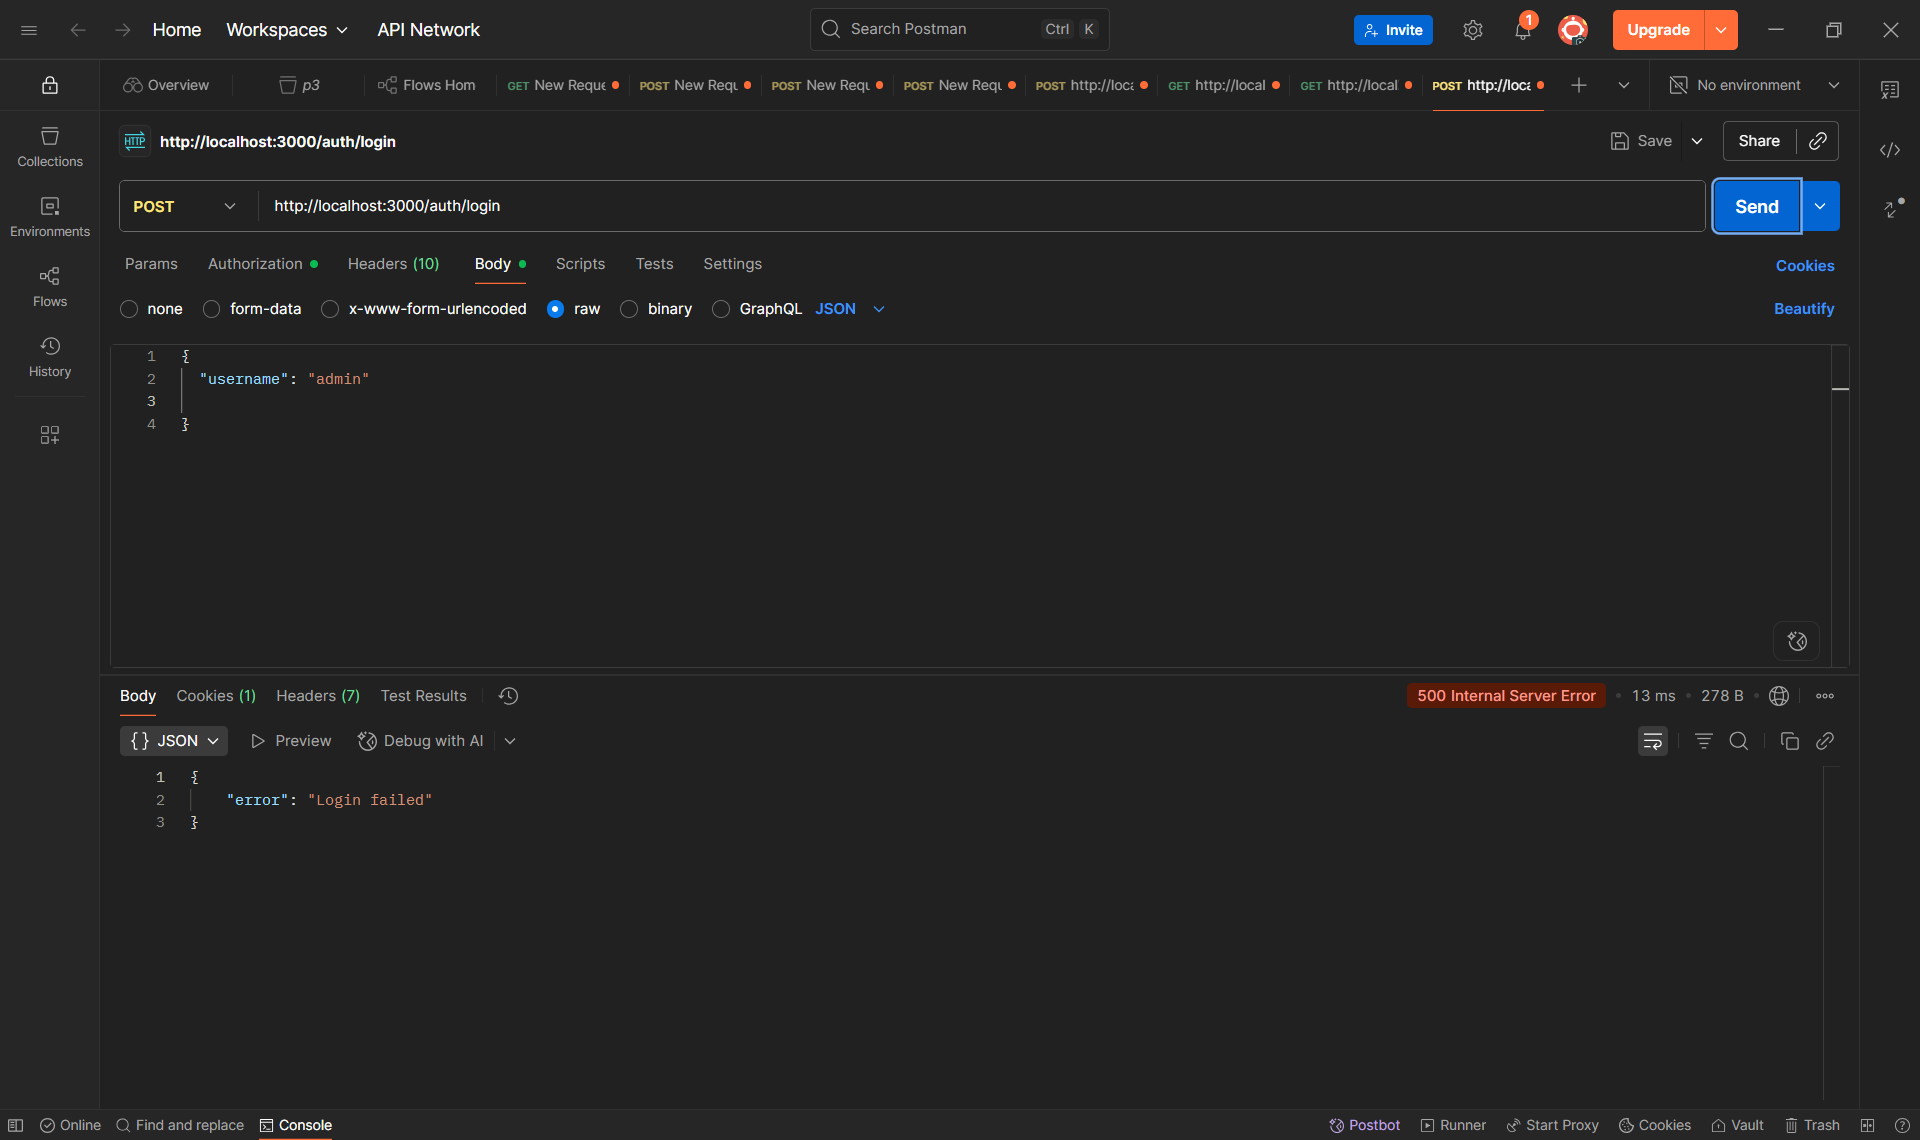 Home Workspaces API Network Search Postman Ctrl K Invite 1 Upgrade
Overview p3 Flows Hom GET New Reque POST New Requ POST New Requ POST New Requ POST http://loca GET http://local GET http://local POST http://loca No environment
HTTP http://localhost:3000/auth/login Save Share
Collections
Environments
Flows
History
POST http://localhost:3000/auth/login Send
Params Authorization Headers (10) Body Scripts Tests Settings Cookies
none form-data x-www-form-urlencoded raw binary GraphQL JSON Beautify
1 {
2 "username": "admin"
3
4 }
Body Cookies (1) Headers (7) Test Results 500 Internal Server Error 13 ms 278 B
{} JSON Preview Debug with AI
1 {
2 "error": "Login failed"
3 }
Online Find and replace Console Postbot Runner Start Proxy Cookies Vault Trash